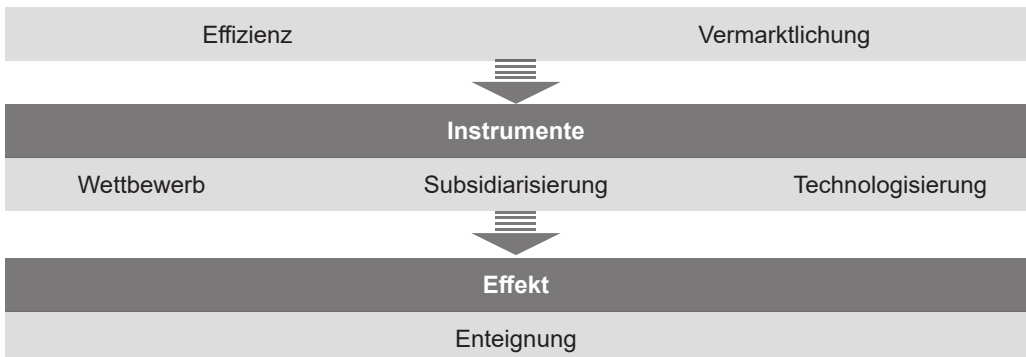 Effizienz Vermarktlichung
Instrumente
Wettbewerb Subsidiarisierung Technologisierung
Effekt
Enteignung